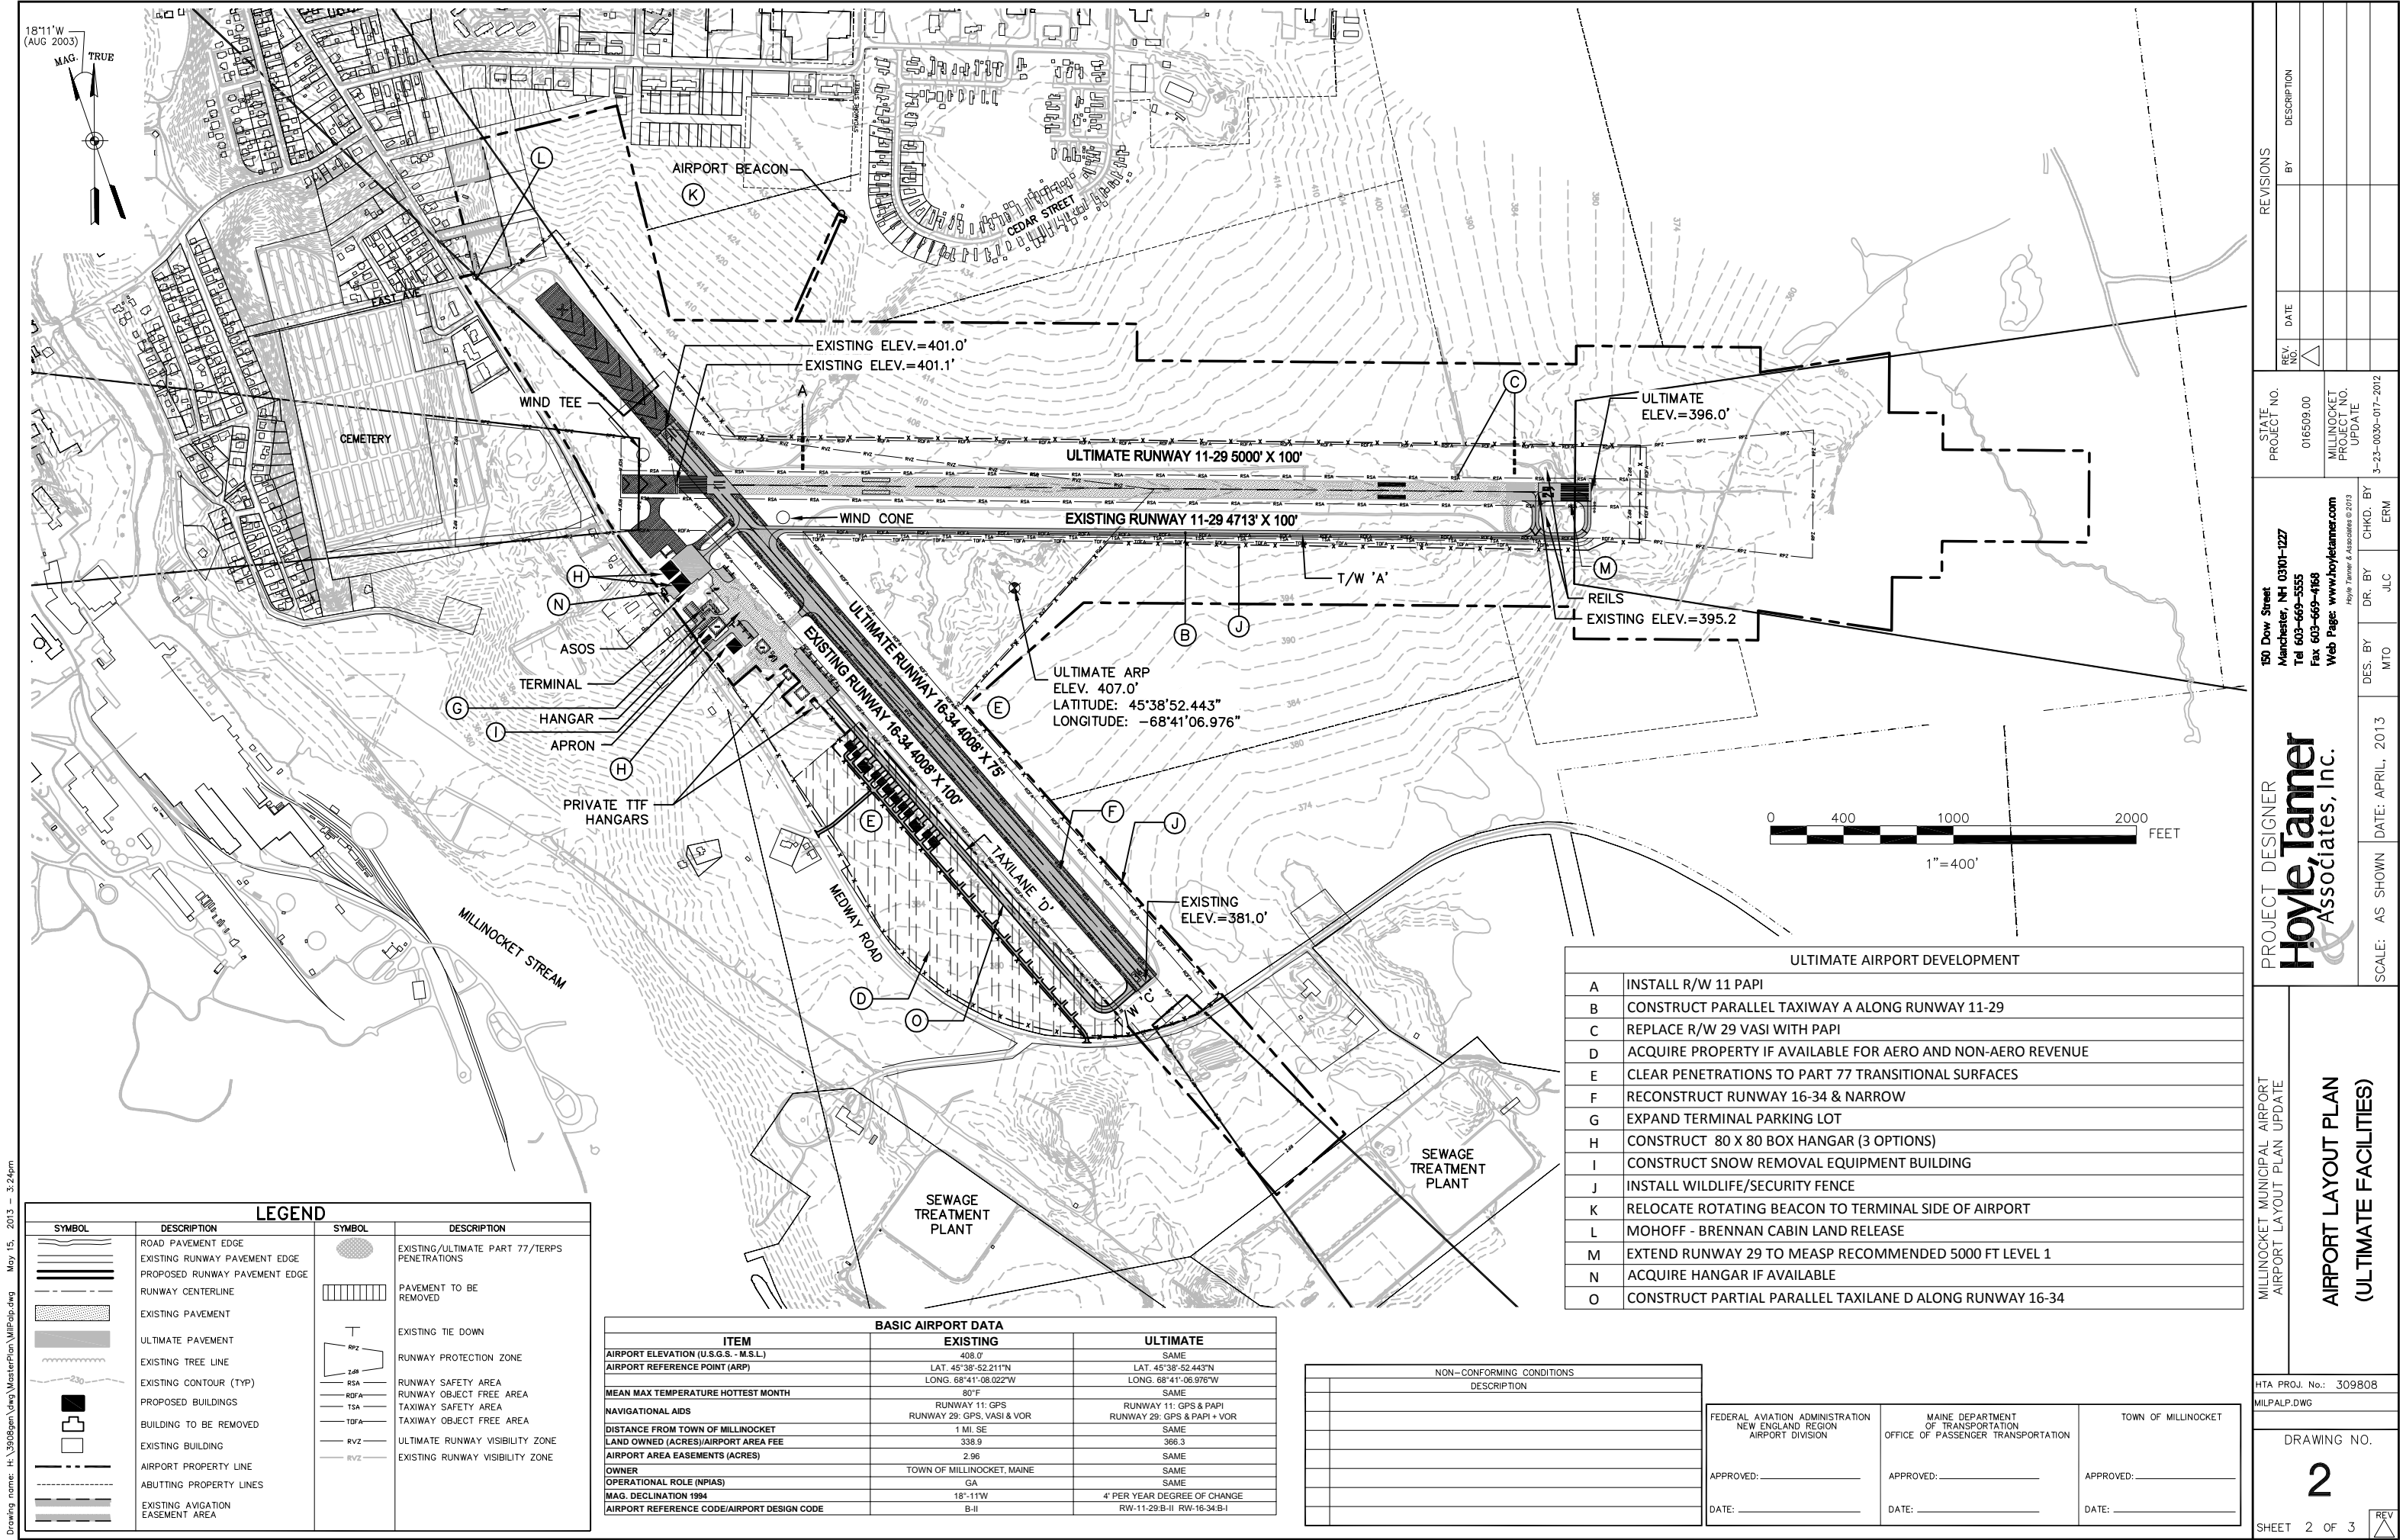 18°11'W
(AUG 2003)
MAG. TRUE
L
AIRPORT BEACON
K
SYCAMORE STREET
CEDAR STREET
EAST AVE
CEMETERY
EXISTING ELEV.=401.0'
EXISTING ELEV.=401.1'
WIND TEE
A
C
ULTIMATE
ELEV.=396.0'
ULTIMATE RUNWAY 11-29 5000' X 100'
WIND CONE
EXISTING RUNWAY 11-29 4713' X 100'
T/W 'A'
M
REILS
EXISTING ELEV.=395.2
H
N
ASOS
TERMINAL
G
HANGAR
I
APRON
H
B
J
ULTIMATE RUNWAY 16-34 4008' X 75'
EXISTING RUNWAY 16-34 4008' X 100'
E
ULTIMATE ARP
ELEV. 407.0'
LATITUDE: 45°38'52.443"
LONGITUDE: -68°41'06.976"
PRIVATE TTF
HANGARS
E
F
J
TAXILANE 'D'
EXISTING
ELEV.=381.0'
MEDWAY ROAD
MILLINOCKET STREAM
D
O
T/W 'C'
SEWAGE
TREATMENT
PLANT
SEWAGE
TREATMENT
PLANT
0 400 1000 2000
FEET
1"=400'
ULTIMATE AIRPORT DEVELOPMENT
A INSTALL R/W 11 PAPI
B CONSTRUCT PARALLEL TAXIWAY A ALONG RUNWAY 11-29
C REPLACE R/W 29 VASI WITH PAPI
D ACQUIRE PROPERTY IF AVAILABLE FOR AERO AND NON-AERO REVENUE
E CLEAR PENETRATIONS TO PART 77 TRANSITIONAL SURFACES
F RECONSTRUCT RUNWAY 16-34 & NARROW
G EXPAND TERMINAL PARKING LOT
H CONSTRUCT 80 X 80 BOX HANGAR (3 OPTIONS)
I CONSTRUCT SNOW REMOVAL EQUIPMENT BUILDING
J INSTALL WILDLIFE/SECURITY FENCE
K RELOCATE ROTATING BEACON TO TERMINAL SIDE OF AIRPORT
L MOHOFF - BRENNAN CABIN LAND RELEASE
M EXTEND RUNWAY 29 TO MEASP RECOMMENDED 5000 FT LEVEL 1
N ACQUIRE HANGAR IF AVAILABLE
O CONSTRUCT PARTIAL PARALLEL TAXILANE D ALONG RUNWAY 16-34
LEGEND
SYMBOL DESCRIPTION SYMBOL DESCRIPTION
ROAD PAVEMENT EDGE
EXISTING RUNWAY PAVEMENT EDGE
PROPOSED RUNWAY PAVEMENT EDGE
RUNWAY CENTERLINE
EXISTING PAVEMENT
ULTIMATE PAVEMENT
EXISTING TREE LINE
230 EXISTING CONTOUR (TYP)
PROPOSED BUILDINGS
BUILDING TO BE REMOVED
EXISTING BUILDING
AIRPORT PROPERTY LINE
ABUTTING PROPERTY LINES
EXISTING AVIGATION
EASEMENT AREA
EXISTING/ULTIMATE PART 77/TERPS
PENETRATIONS
PAVEMENT TO BE
REMOVED
EXISTING TIE DOWN
RPZ RUNWAY PROTECTION ZONE
RSA RUNWAY SAFETY AREA
ROFA RUNWAY OBJECT FREE AREA
TSA TAXIWAY SAFETY AREA
TOFA TAXIWAY OBJECT FREE AREA
RVZ ULTIMATE RUNWAY VISIBILITY ZONE
RVZ EXISTING RUNWAY VISIBILITY ZONE
BASIC AIRPORT DATA
ITEM EXISTING ULTIMATE
AIRPORT ELEVATION (U.S.G.S. - M.S.L.) 408.0' SAME
AIRPORT REFERENCE POINT (ARP) LAT. 45°38'-52.211"N LAT. 45°38'-52.443"N
LONG. 68°41'-08.022"W LONG. 68°41'-06.976"W
MEAN MAX TEMPERATURE HOTTEST MONTH 80°F SAME
NAVIGATIONAL AIDS RUNWAY 11: GPS RUNWAY 11: GPS & PAPI
RUNWAY 29: GPS, VASI & VOR RUNWAY 29: GPS & PAPI + VOR
DISTANCE FROM TOWN OF MILLINOCKET 1 MI. SE SAME
LAND OWNED (ACRES)/AIRPORT AREA FEE 338.9 366.3
AIRPORT AREA EASEMENTS (ACRES) 2.96 SAME
OWNER TOWN OF MILLINOCKET, MAINE SAME
OPERATIONAL ROLE (NPIAS) GA SAME
MAG. DECLINATION 1994 18°-11'W 4' PER YEAR DEGREE OF CHANGE
AIRPORT REFERENCE CODE/AIRPORT DESIGN CODE B-II RW-11-29:B-II RW-16-34:B-I
NON-CONFORMING CONDITIONS
DESCRIPTION
FEDERAL AVIATION ADMINISTRATION
NEW ENGLAND REGION
AIRPORT DIVISION
APPROVED:
DATE:
MAINE DEPARTMENT
OF TRANSPORTATION
OFFICE OF PASSENGER TRANSPORTATION
APPROVED:
DATE:
TOWN OF MILLINOCKET
APPROVED:
DATE:
REVISIONS
REV. NO. DATE BY DESCRIPTION
STATE
PROJECT NO.
016509.00
MILLINOCKET
PROJECT NO.
UPDATE
3-23-0030-017-2012
PROJECT DESIGNER
Hoyle, Tanner
Associates, Inc.
150 Dow Street
Manchester, NH 03101-1227
Tel 603-669-5555
Fax 603-669-4168
Web Page: www.hoyletanner.com
Hoyle Tanner & Associates © 2013
SCALE: AS SHOWN DATE: APRIL, 2013
DES. BY MTO
DR. BY JLC
CHKD. BY ERM
MILLINOCKET MUNICIPAL AIRPORT
AIRPORT LAYOUT PLAN UPDATE
AIRPORT LAYOUT PLAN
(ULTIMATE FACILITIES)
HTA PROJ. No.: 309808
MILPALP.DWG
DRAWING NO.
2
SHEET 2 OF 3
REV
Drawing name: H:\3908gen\dwg\MasterPlan\MilPalp.dwg May 15, 2013 - 3:24pm